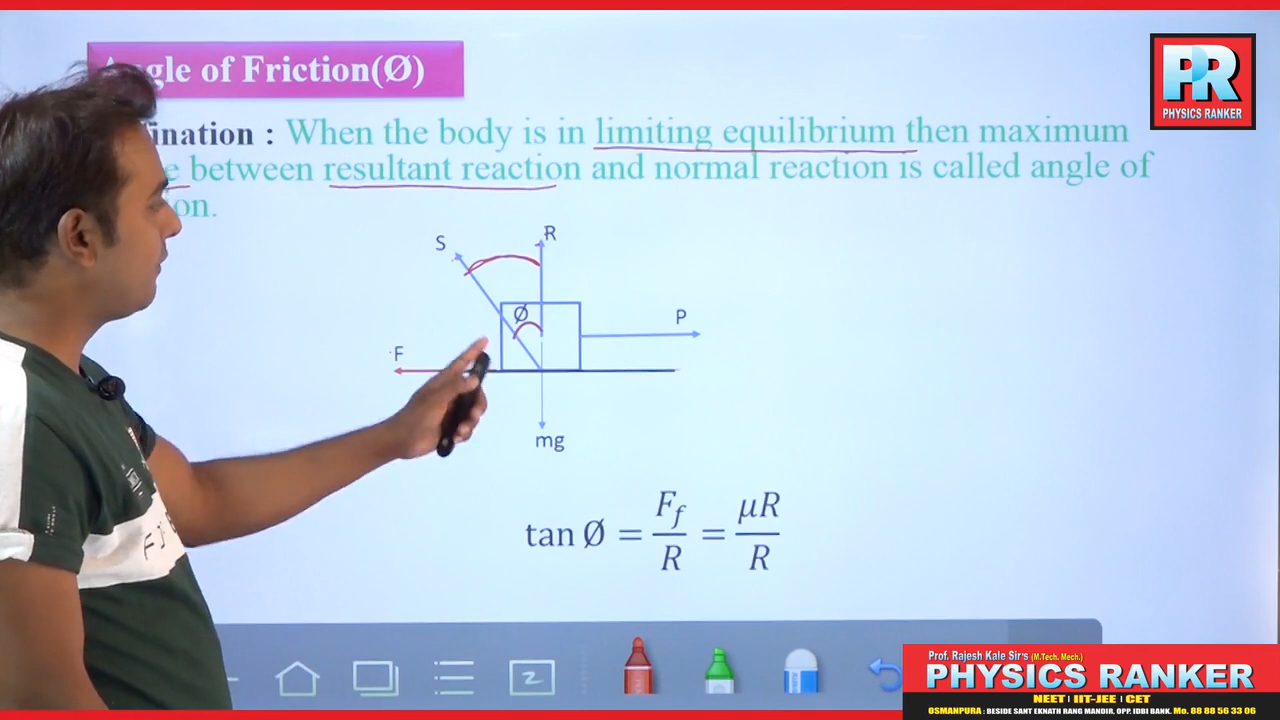 Angle of Friction(Ø)
ination : When the body is in limiting equilibrium then maximum
e between resultant reaction and normal reaction is called angle of
on.
S
R
Ø
P
F
mg
tan Ø = F_f/R = μR/R
PR
PHYSICS RANKER
Prof. Rajesh Kale Sir's (M.Tech. Mech.)
PHYSICS RANKER
NEET | IIT-JEE | CET
OSMANPURA : BESIDE SANT EKNATH RANG MANDIR, OPP. IDBI BANK. Mo. 88 88 56 33 06